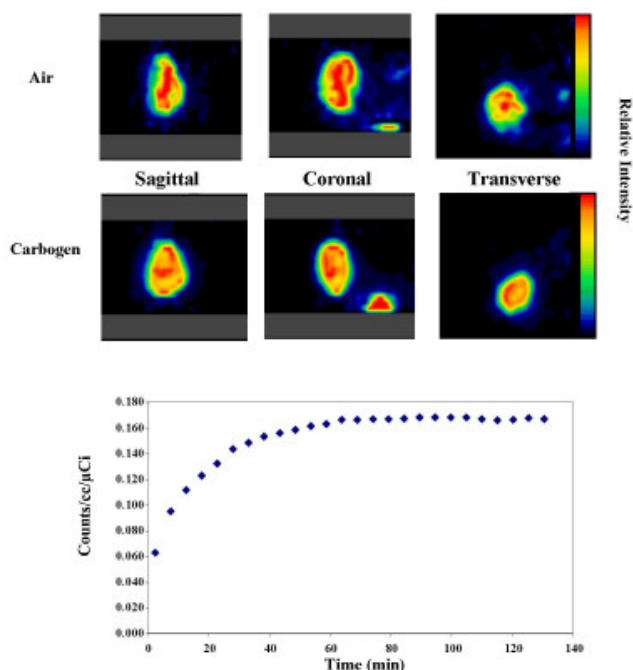 Air
Relative Intensity
Sagittal Coronal Transverse
Carbogen
0.180
0.160
0.140
0.120
0.100
0.080
0.060
0.040
0.020
0.000
Counts/cc/µCi
0 20 40 60 80 100 120 140
Time (min)